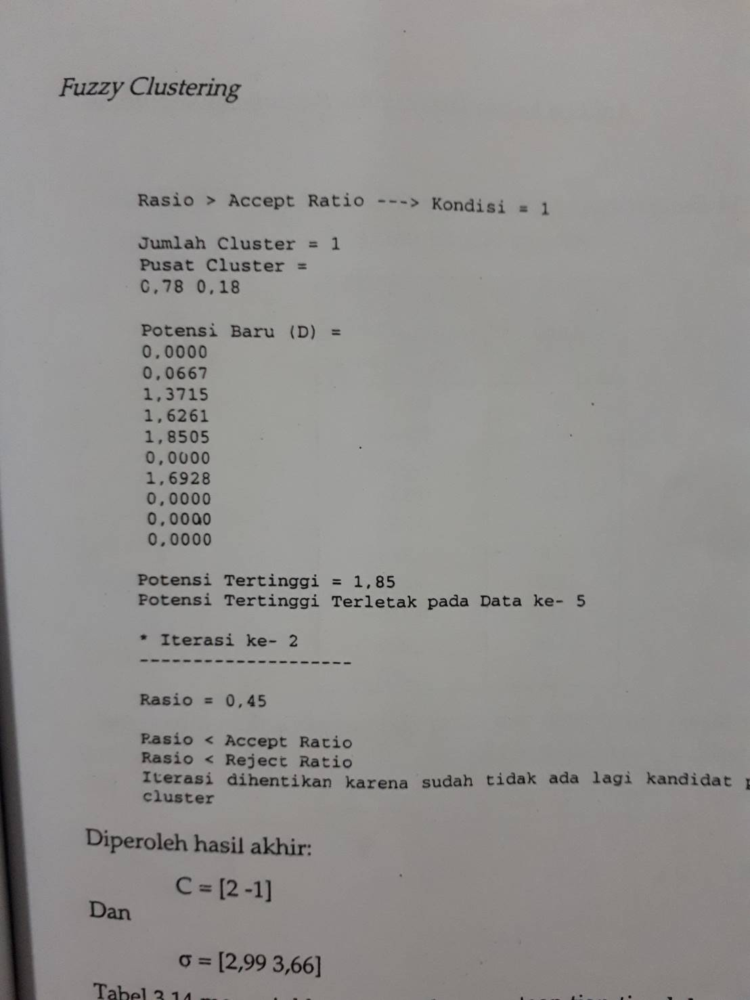 Fuzzy Clustering
Rasio > Accept Ratio ---> Kondisi = 1
Jumlah Cluster = 1
Pusat Cluster =
0,78 0,18
Potensi Baru (D) =
0,0000
0,0667
1,3715
1,6261
1,8505
0,0000
1,6928
0,0000
0,0000
0,0000
Potensi Tertinggi = 1,85
Potensi Tertinggi Terletak pada Data ke- 5
* Iterasi ke- 2
--------------------
Rasio = 0,45
Rasio < Accept Ratio
Rasio < Reject Ratio
Iterasi dihentikan karena sudah tidak ada lagi kandidat
cluster
Diperoleh hasil akhir:
C = [2 -1]
Dan
σ = [2,99 3,66]
Tabel 3.14